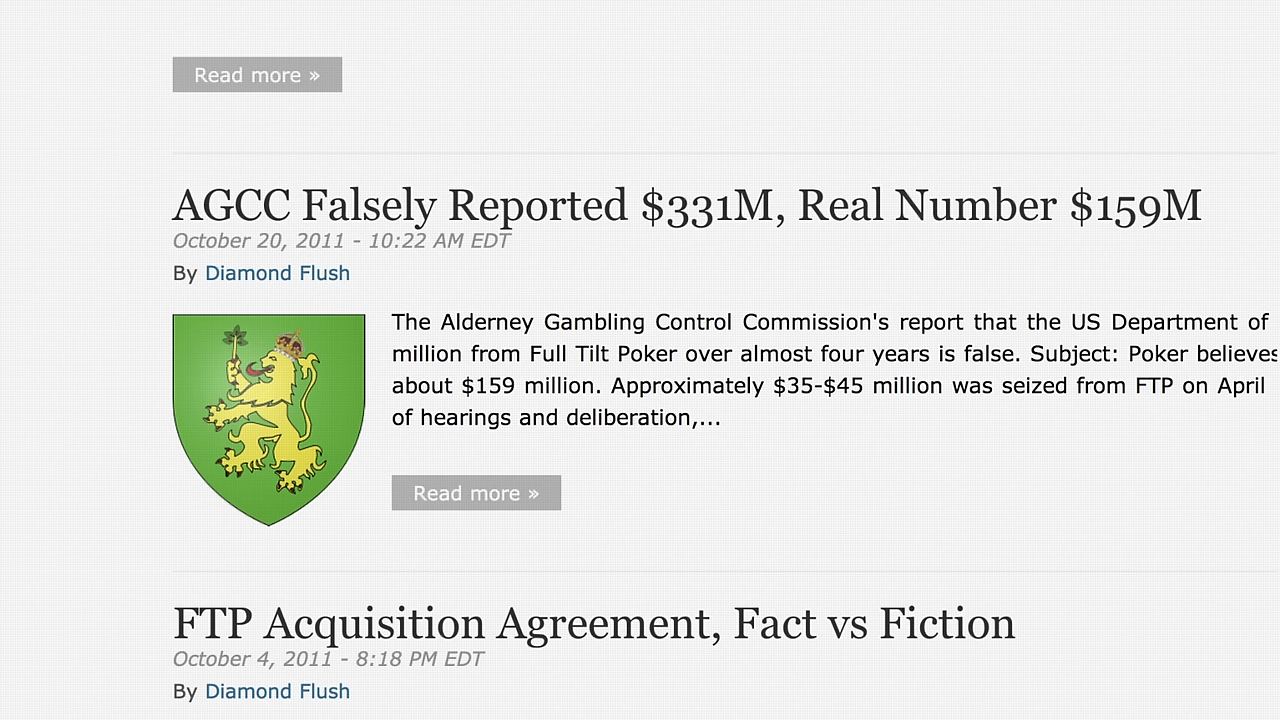 Read more »
AGCC Falsely Reported $331M, Real Number $159M
October 20, 2011 - 10:22 AM EDT
By Diamond Flush
The Alderney Gambling Control Commission's report that the US Department of
million from Full Tilt Poker over almost four years is false. Subject: Poker believes
about $159 million. Approximately $35-$45 million was seized from FTP on April
of hearings and deliberation,...
Read more »
FTP Acquisition Agreement, Fact vs Fiction
October 4, 2011 - 8:18 PM EDT
By Diamond Flush